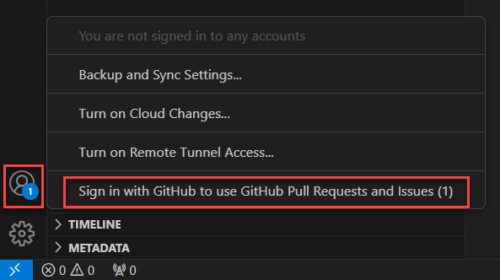 You are not signed in to any accounts
Backup and Sync Settings...
Turn on Cloud Changes...
Turn on Remote Tunnel Access...
Sign in with GitHub to use GitHub Pull Requests and Issues (1)
1
TIMELINE
METADATA
0 0 0